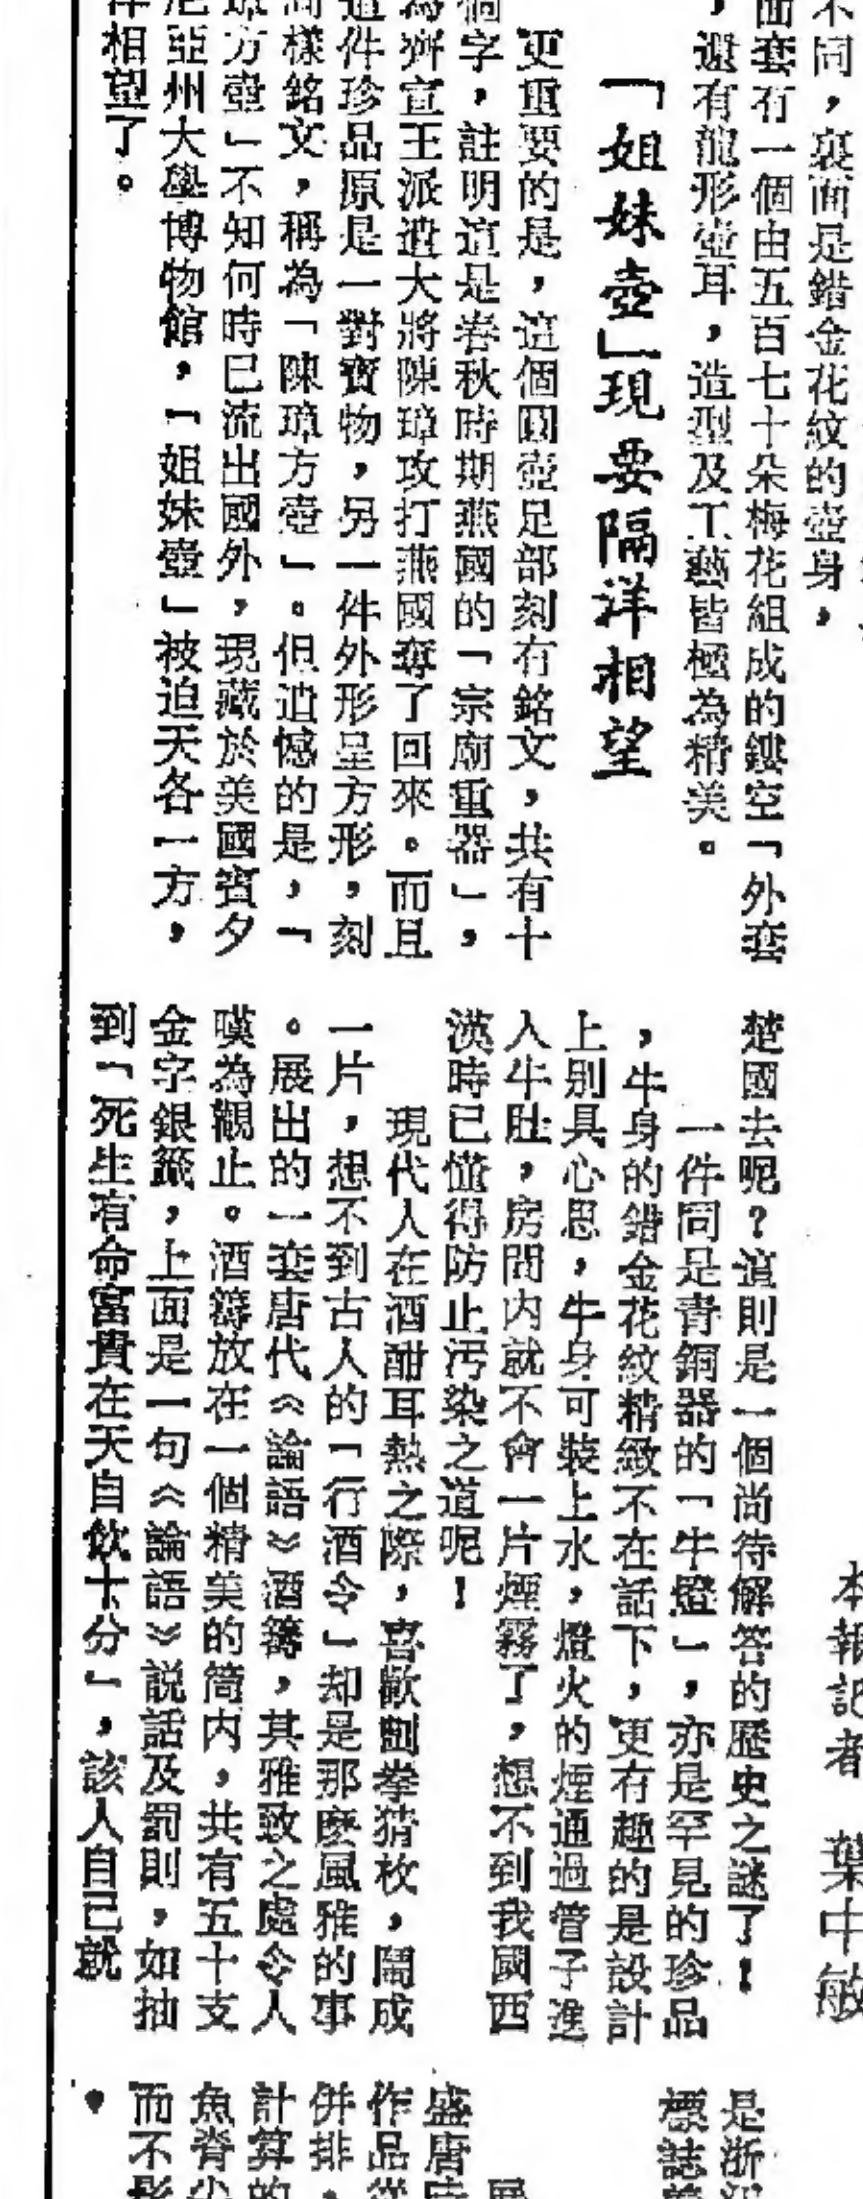 不同，裏面是錯金花紋的壺身，
面套有一個由五百七十朵梅花組成的鏤空「外套
，還有龍形壺耳，造型及工藝皆極為精美。
「姐妹壺」現要隔洋相望
更重要的是，這個圓壺足部刻有銘文，共有十
個字，註明這是春秋時期燕國的「宗廟重器」，
為齊宣王派遣大將陳璋攻打燕國奪了回來。而且
這件珍品原是一對寶物，另一件外形呈方形，刻
同樣銘文，稱為「陳璋方壺」。但遺憾的是，「
璋方壺」不知何時已流出國外，現藏於美國賓夕
尼亞州大學博物館，「姐妹壺」被迫天各一方，
洋相望了。
本報記者 葉中敏
楚國去呢？這則是一個尚待解答的歷史之謎了！
一件同是青銅器的「牛燈」，亦是罕見的珍品
，牛身的錯金花紋精緻不在話下，更有趣的是設計
上別具心思，牛身可裝上水，燈火的煙通過管子進
入牛肚，房間內就不會一片煙霧了，想不到我國西
漢時已懂得防止污染之道呢！
現代人在酒酣耳熱之際，喜歡劃拳猜枚，鬧成
一片，想不到古人的「行酒令」却是那麼風雅的事
。展出的一套唐代《論語》酒籌，其雅致之處令人
嘆為觀止。酒籌放在一個精美的筒內，共有五十支
金字銀籤，上面是一句《論語》說話及罰則，如抽
到「死生有命富貴在天自飲十分」，該人自己就
是浙
標誌
盛唐時
作品從
併排，
計算的
魚脊尖
而不